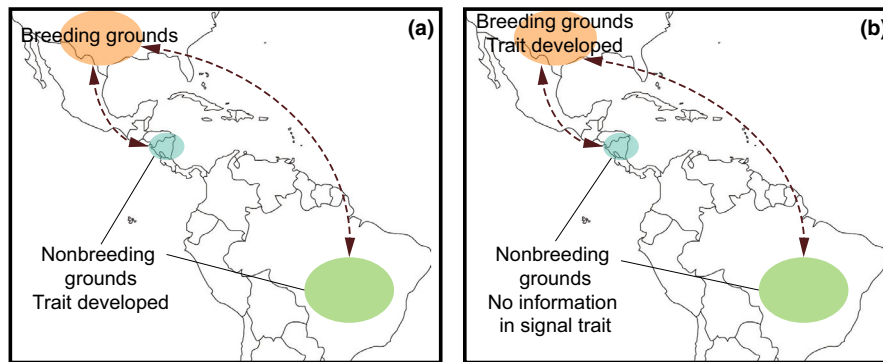 (a)
Breeding grounds
Nonbreeding
grounds
Trait developed
(b)
Breeding grounds
Trait developed
Nonbreeding
grounds
No information
in signal trait